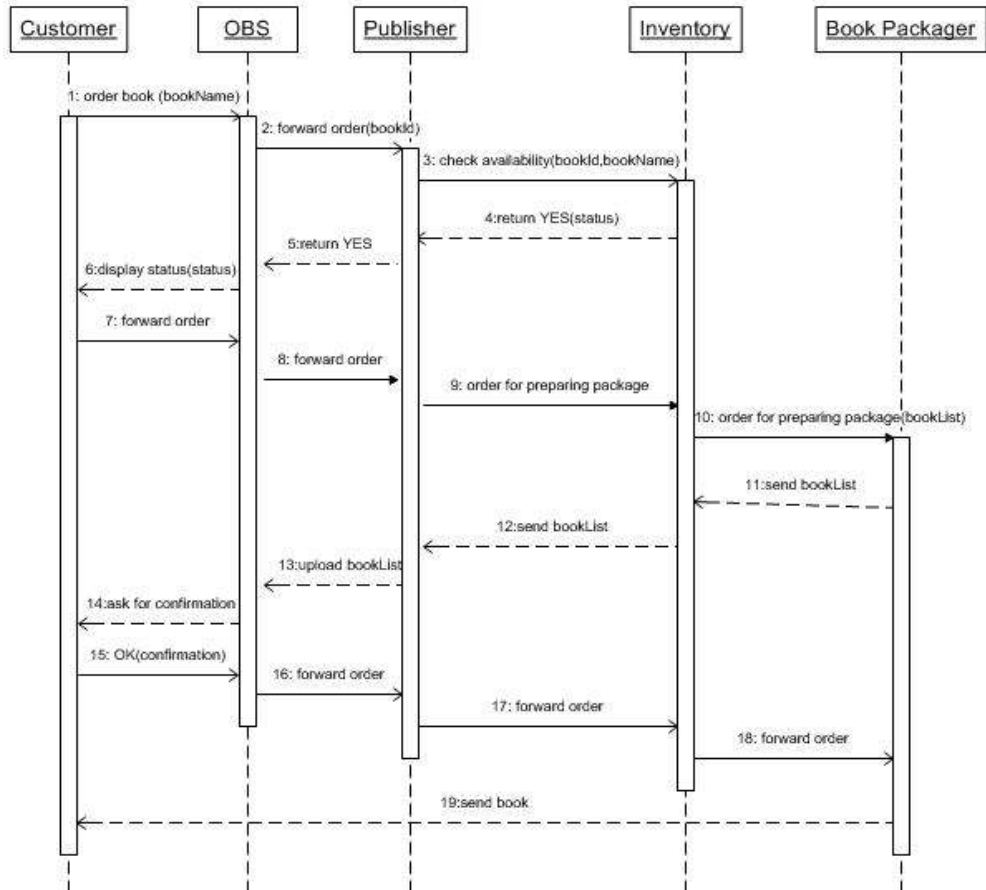 Customer
OBS
Publisher
Inventory
Book Packager
1: order book (bookName)
2: forward order(bookId)
3: check availability(bookId,bookName)
4:return YES(status)
5:return YES
6:display status(status)
7: forward order
8: forward order
9: order for preparing package
10: order for preparing package(bookList)
11:send bookList
12:send bookList
13:upload bookList
14:ask for confirmation
15: OK(confirmation)
16: forward order
17: forward order
18: forward order
19:send book